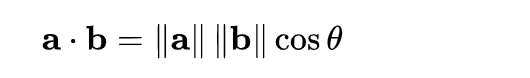 𝐚 · 𝐛 = ‖𝐚‖ ‖𝐛‖ cos θ